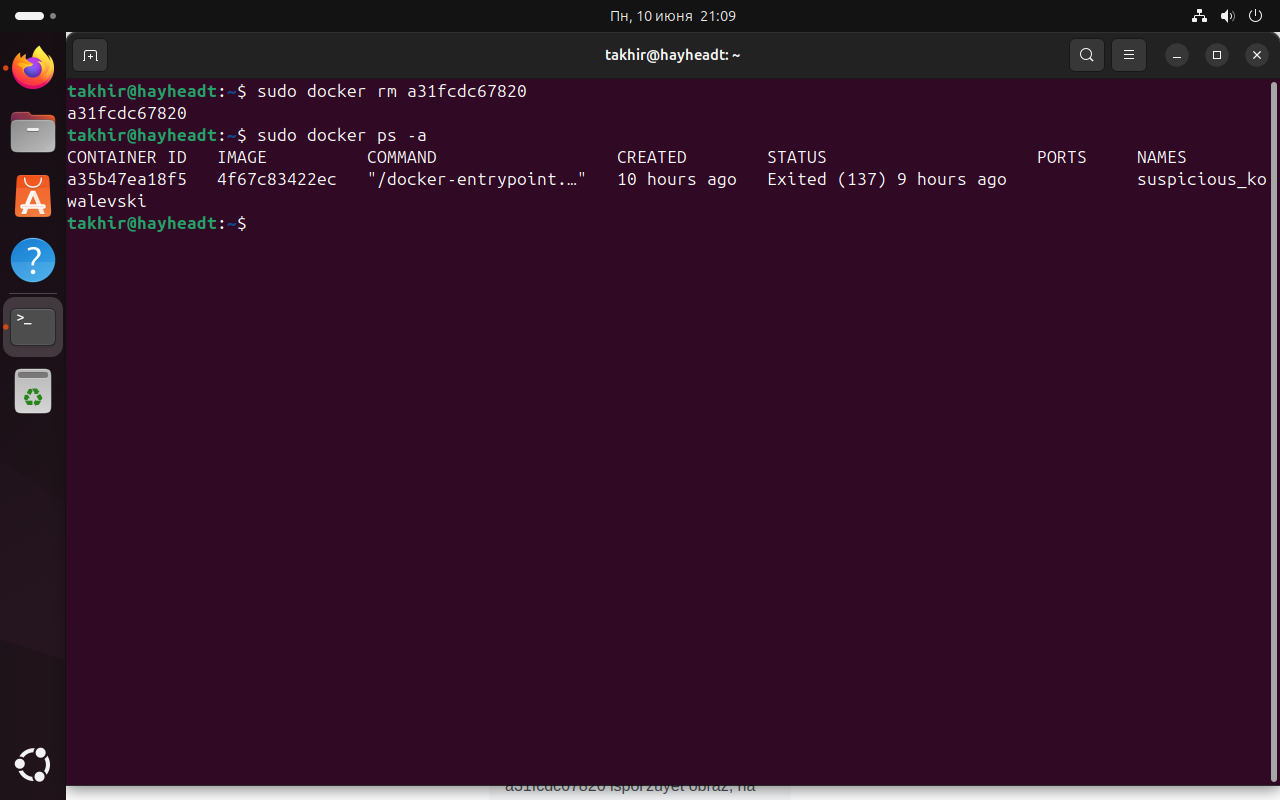 Пн, 10 июня 21:09
takhir@hayheadt: ~
takhir@hayheadt:~$ sudo docker rm a31fcdc67820
a31fcdc67820
takhir@hayheadt:~$ sudo docker ps -a
CONTAINER ID   IMAGE          COMMAND                  CREATED        STATUS                     PORTS     NAMES
a35b47ea18f5   4f67c83422ec   "/docker-entrypoint.…"   10 hours ago   Exited (137) 9 hours ago             suspicious_ko
walevski
takhir@hayheadt:~$
a31fcdc67820 isporzuyet obraz, na